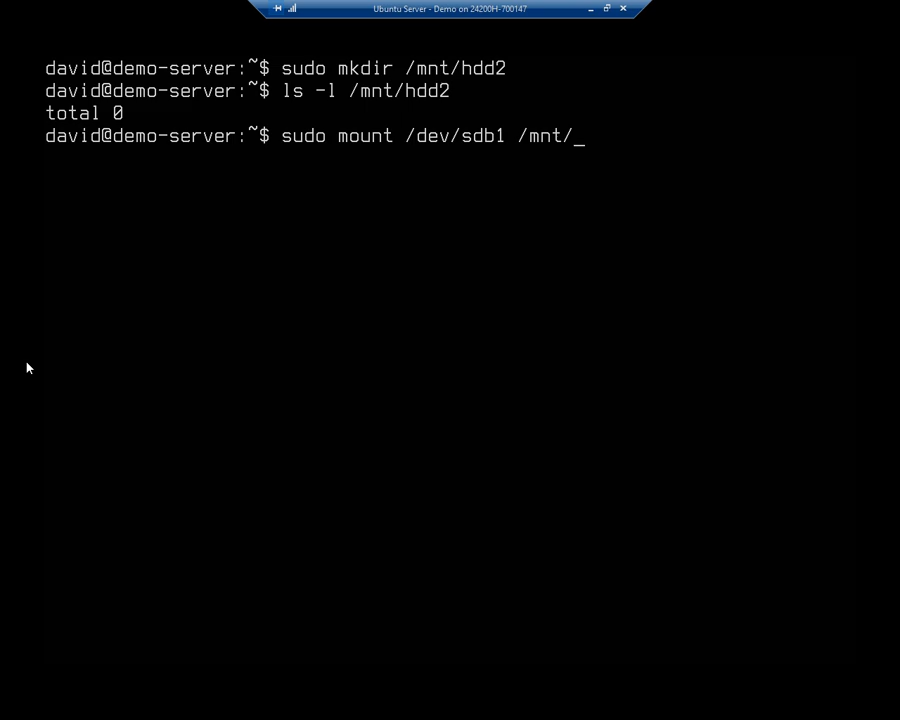 Ubuntu Server - Demo on 24200H-700147
david@demo-server:~$ sudo mkdir /mnt/hdd2
david@demo-server:~$ ls -l /mnt/hdd2
total 0
david@demo-server:~$ sudo mount /dev/sdb1 /mnt/_